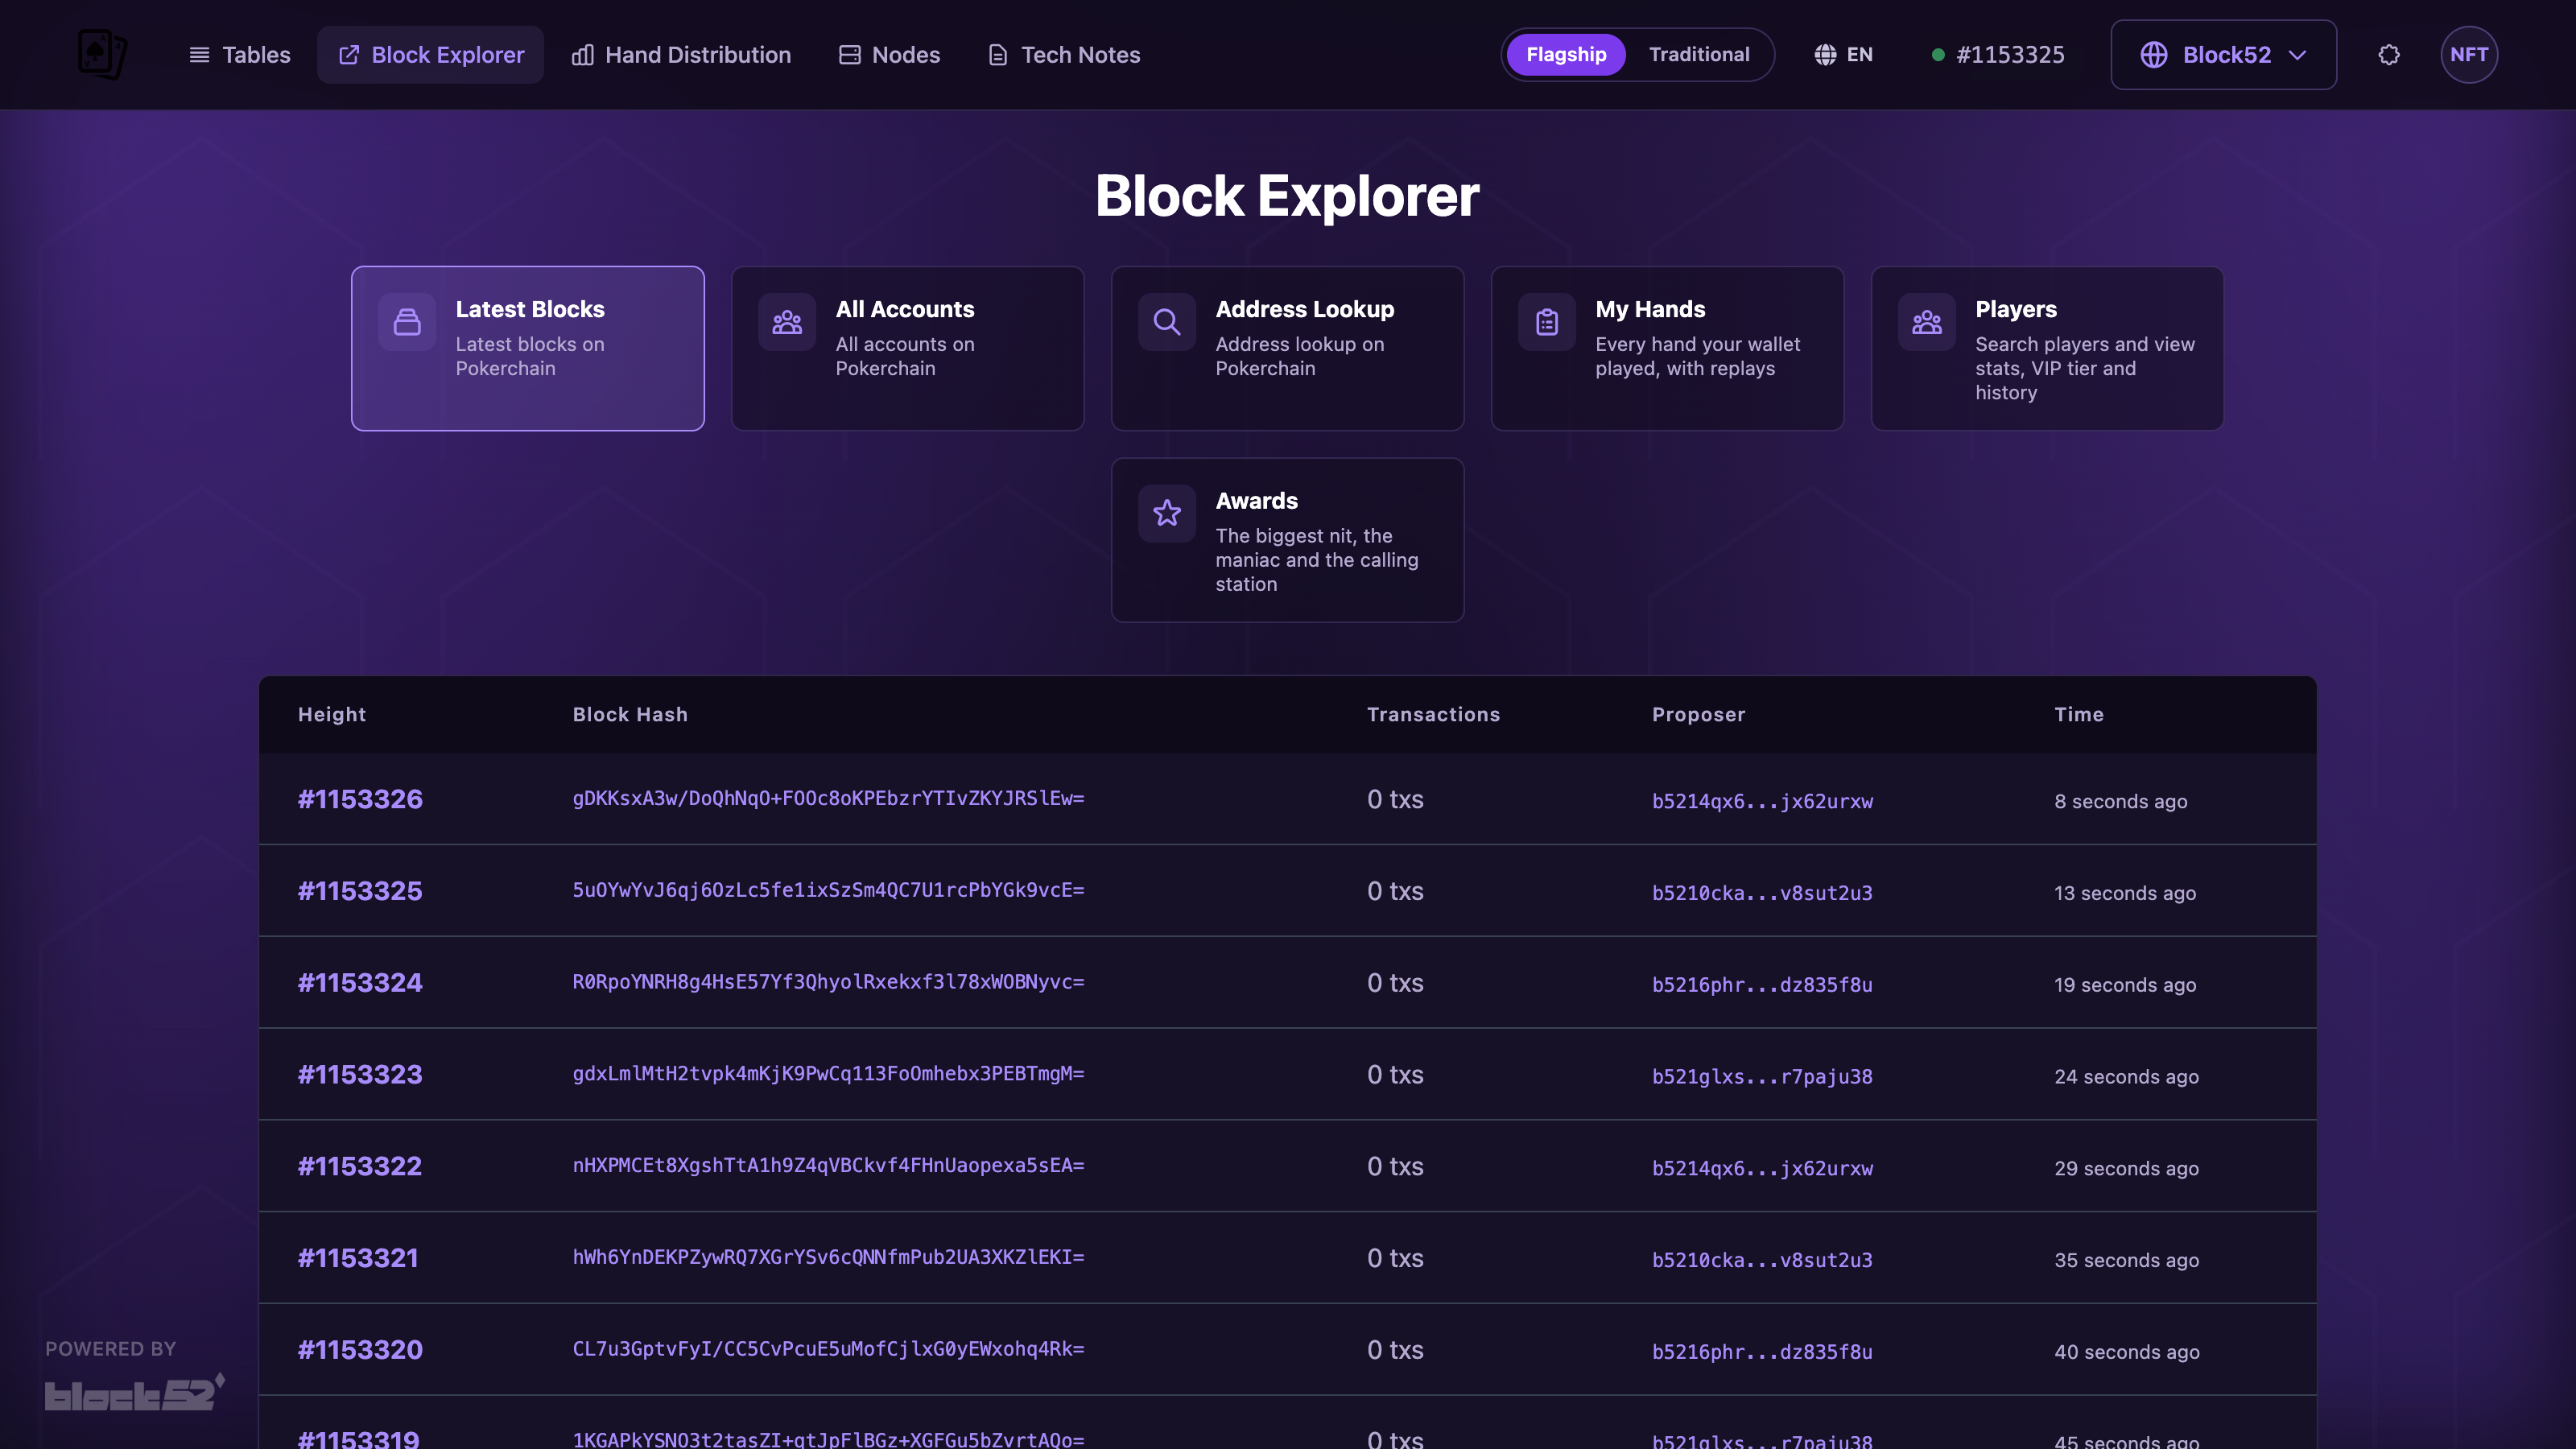 Tables
Block Explorer
Hand Distribution
Nodes
Tech Notes
Flagship
Traditional
EN
#1153325
Block52
NFT
Block Explorer
Latest Blocks
Latest blocks on
Pokerchain
All Accounts
All accounts on
Pokerchain
Address Lookup
Address lookup on
Pokerchain
My Hands
Every hand your wallet
played, with replays
Players
Search players and view
stats, VIP tier and
history
Awards
The biggest nit, the
maniac and the calling
station
Height Block Hash Transactions Proposer Time
#1153326 gDKKsxA3w/DoQhNqO+FOOc8oKPEbzrYTIvZKYJRSlEw= 0 txs b5214qx6...jx62urxw 8 seconds ago
#1153325 5uOYwYvJ6qj6OzLc5fe1ixSzSm4QC7U1rcPbYGk9vcE= 0 txs b5210cka...v8sut2u3 13 seconds ago
#1153324 R0RpoYNRH8g4HsE57Yf3QhyolRxekxf3l78xWOBNyvc= 0 txs b5216phr...dz835f8u 19 seconds ago
#1153323 gdxLmlMtH2tvpk4mKjK9PwCq113FoOmhebx3PEBTmgM= 0 txs b521glxs...r7paju38 24 seconds ago
#1153322 nHXPMCEt8XgshTtA1h9Z4qVBCkvf4FHnUaopexa5sEA= 0 txs b5214qx6...jx62urxw 29 seconds ago
#1153321 hWh6YnDEKPZywRQ7XGrYSv6cQNNfmPub2UA3XKZlEKI= 0 txs b5210cka...v8sut2u3 35 seconds ago
#1153320 CL7u3GptvFyI/CC5CvPcuE5uMofCjlxG0yEWxohq4Rk= 0 txs b5216phr...dz835f8u 40 seconds ago
#1153319 1KGAPkYSNO3t2tasZI+qtJpFlBGz+XGFGu5bZvrtAQo= 0 txs b521glxs...r7paju38 45 seconds ago
POWERED BY
block52